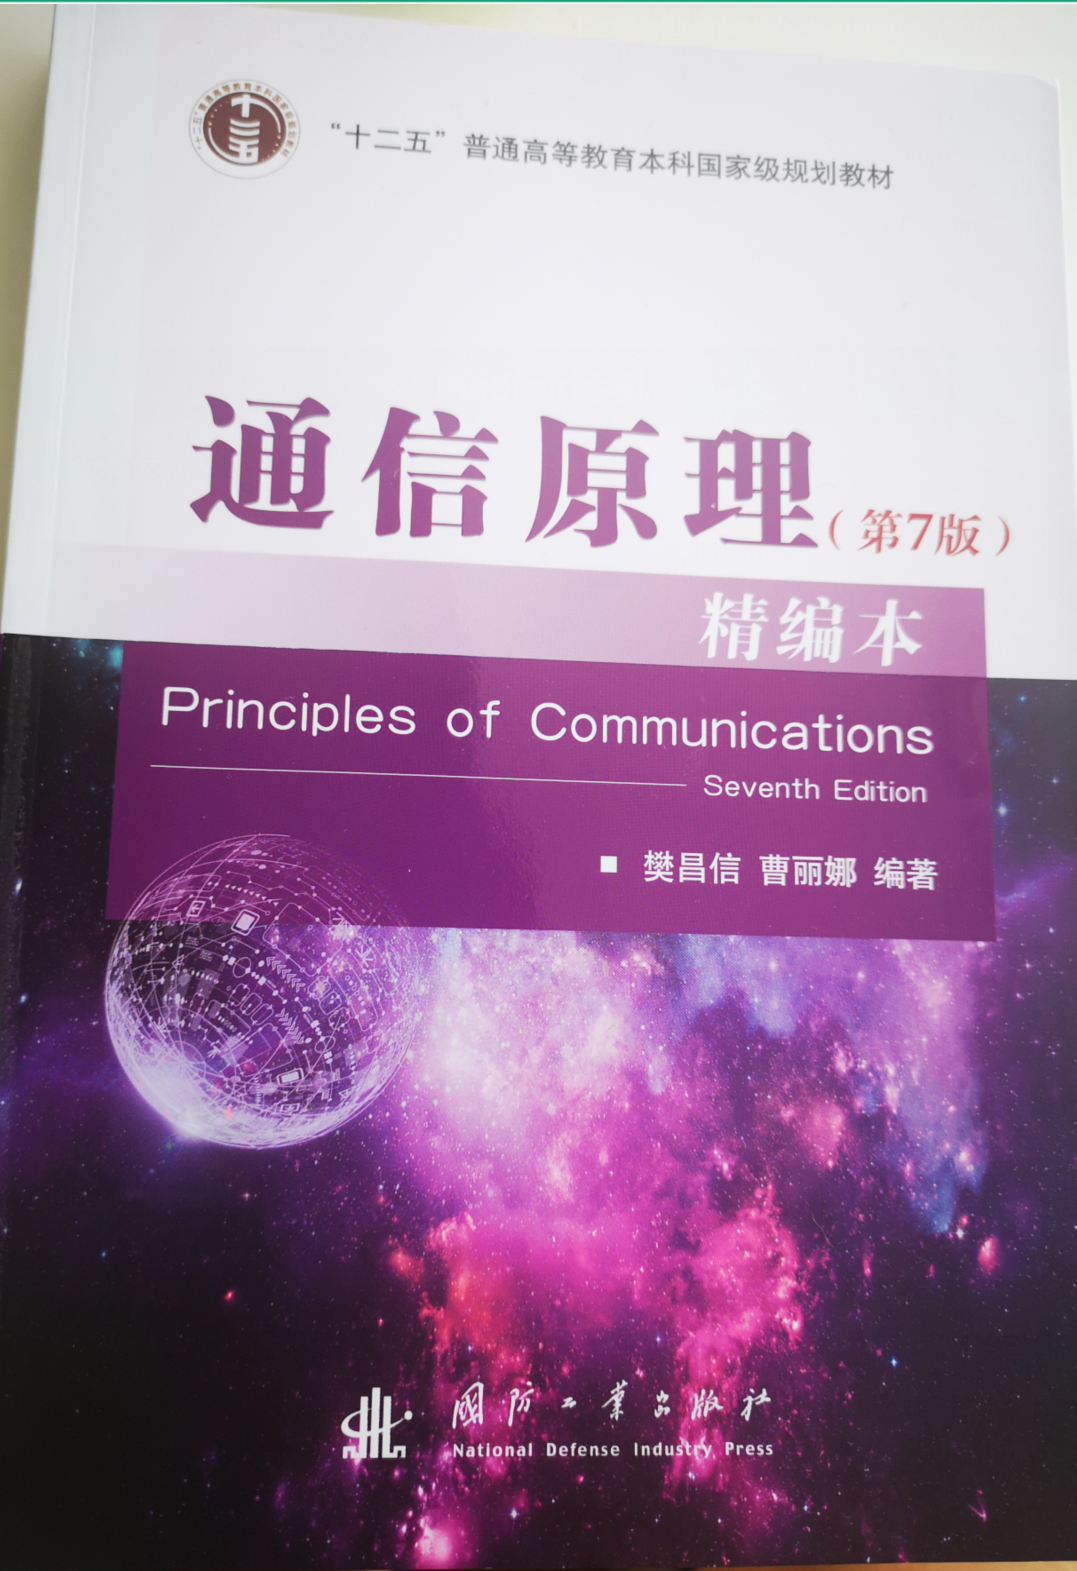 “十二五”普通高等教育本科国家级规划教材
通信原理（第7版）
精编本
Principles of Communications
Seventh Edition
■ 樊昌信 曹丽娜 编著
国防工业出版社
National Defense Industry Press